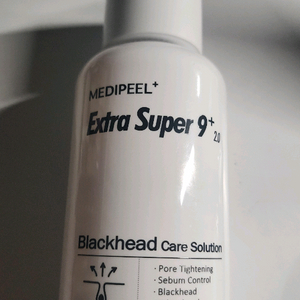 MEDIPEEL+
Extra Super 9+ 2.0
Blackhead Care Solution
· Pore Tightening
· Sebum Control
· Blackhead